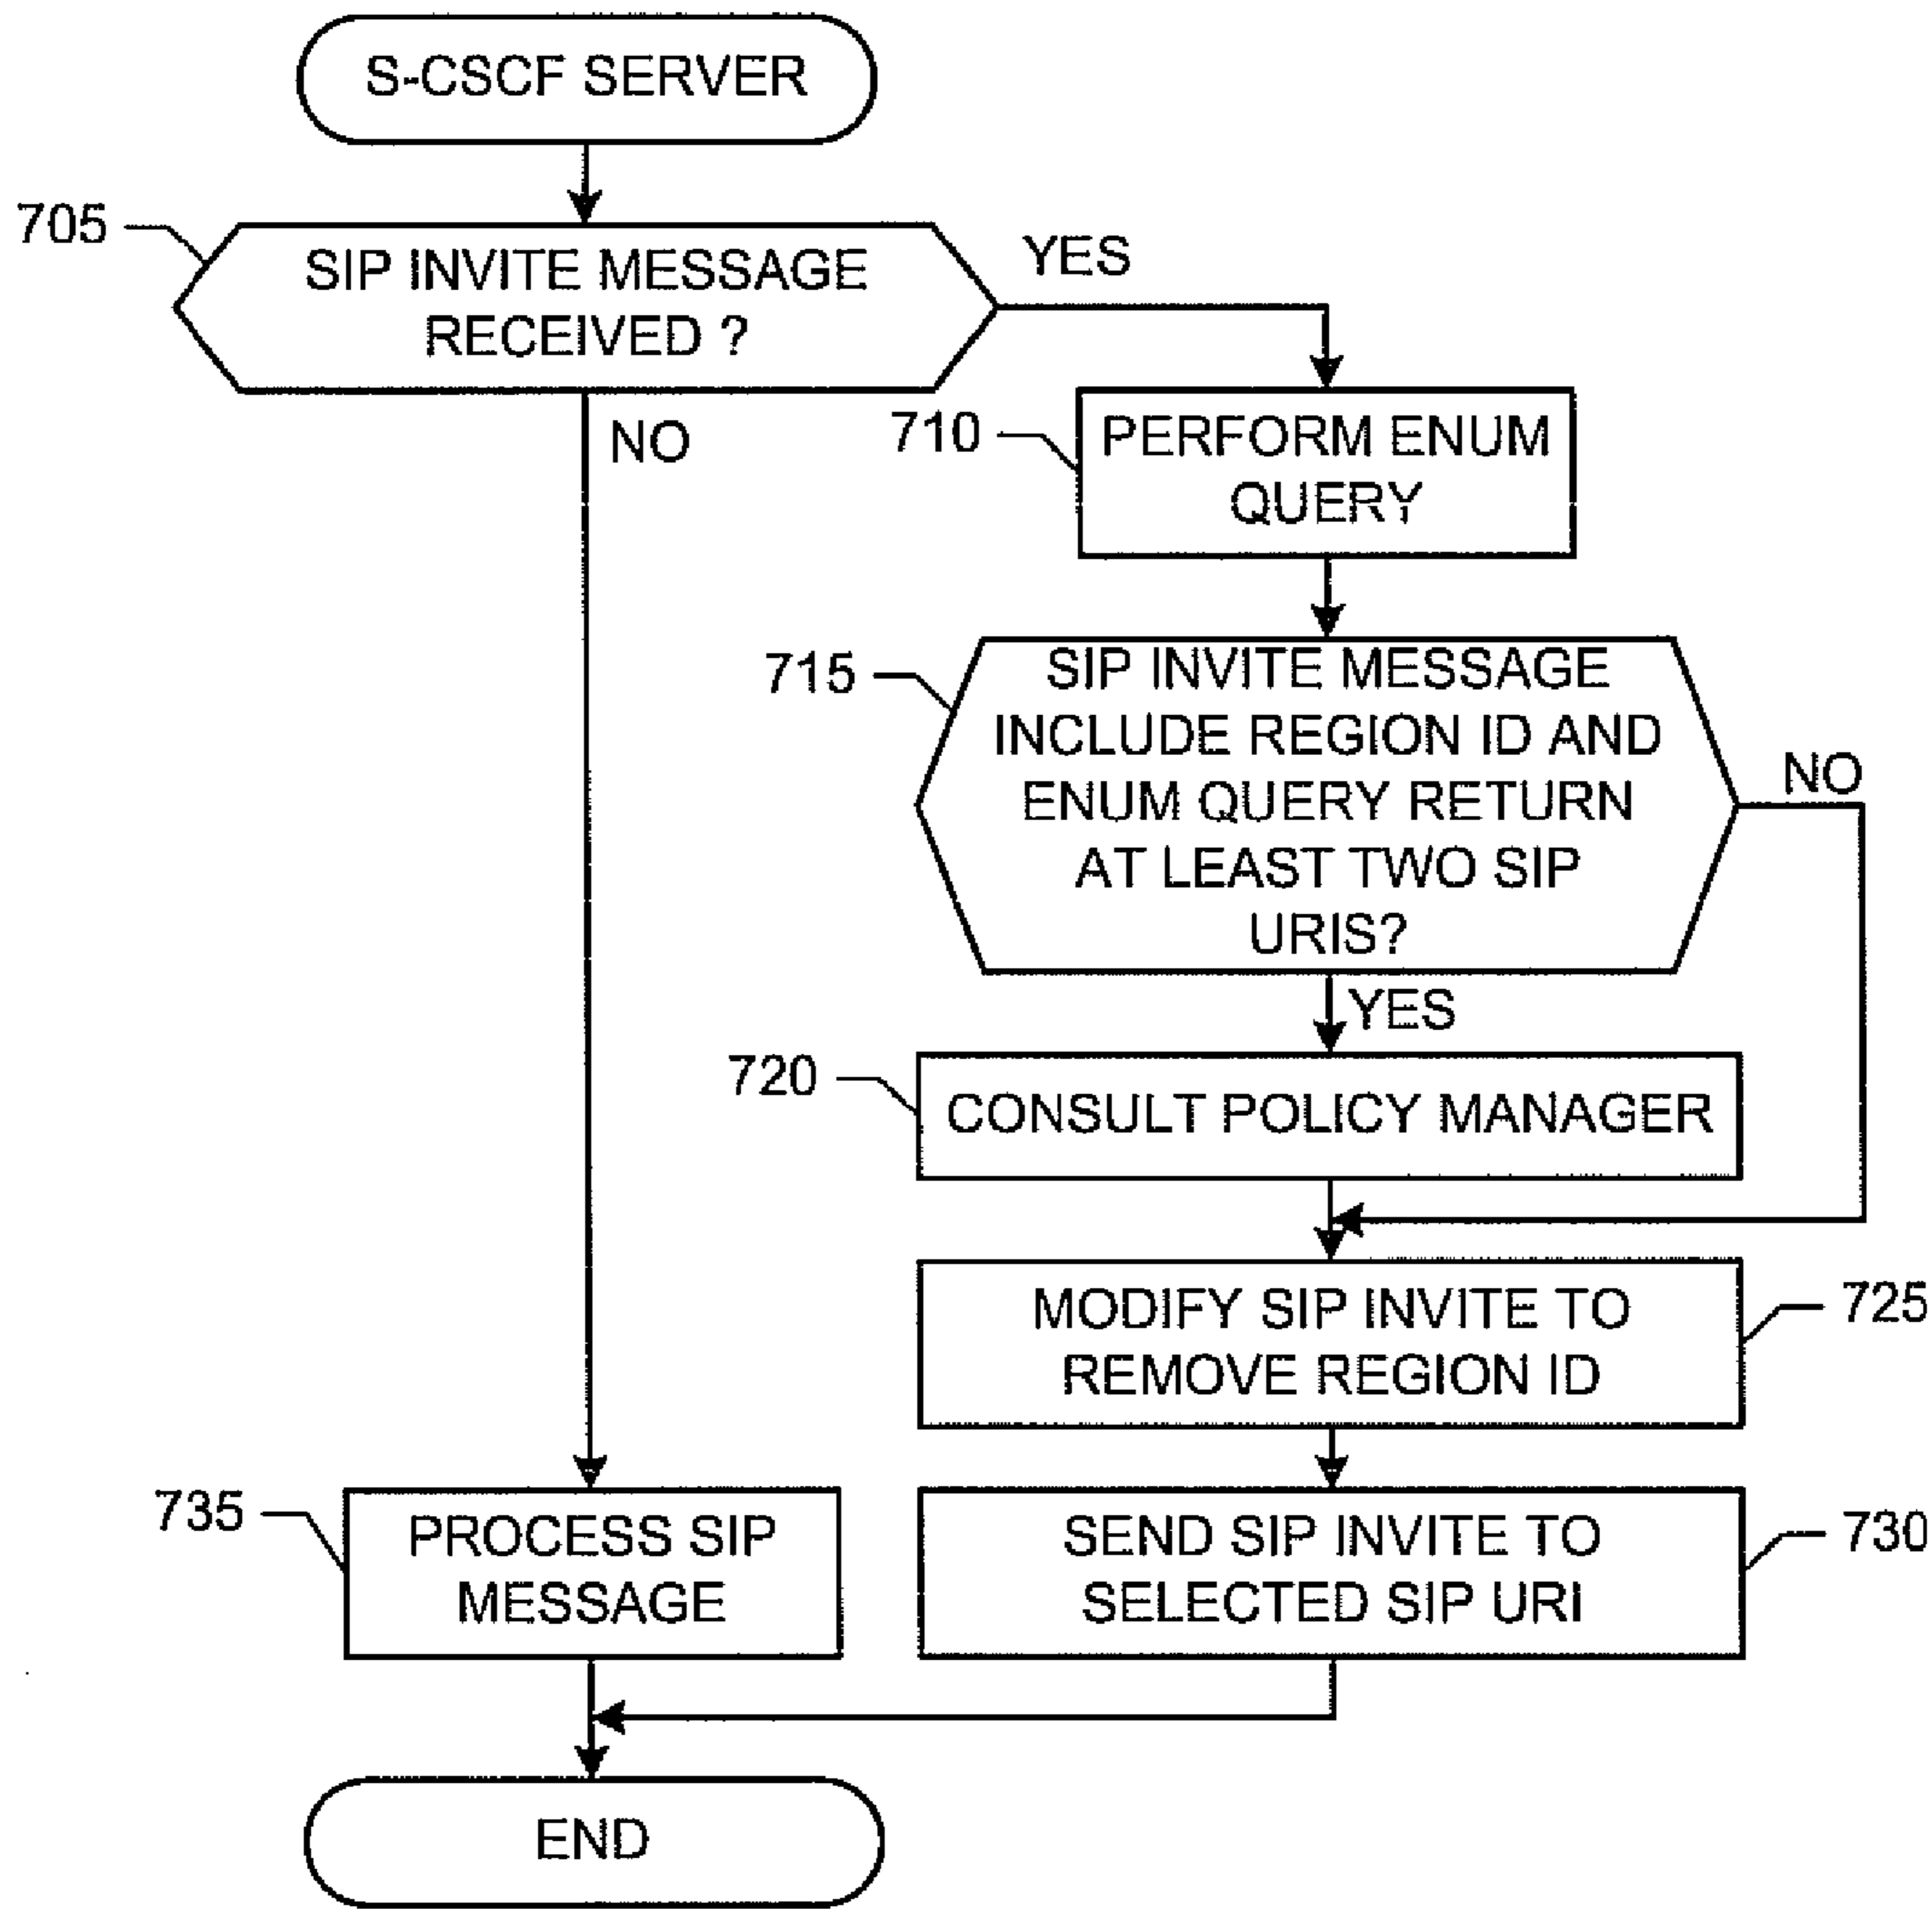 S-CSCF SERVER
705
SIP INVITE MESSAGE
RECEIVED ?
YES
NO
710
PERFORM ENUM
QUERY
715
SIP INVITE MESSAGE
INCLUDE REGION ID AND
ENUM QUERY RETURN
AT LEAST TWO SIP
URIS?
NO
YES
720
CONSULT POLICY MANAGER
MODIFY SIP INVITE TO
REMOVE REGION ID
725
735
PROCESS SIP
MESSAGE
SEND SIP INVITE TO
SELECTED SIP URI
730
END